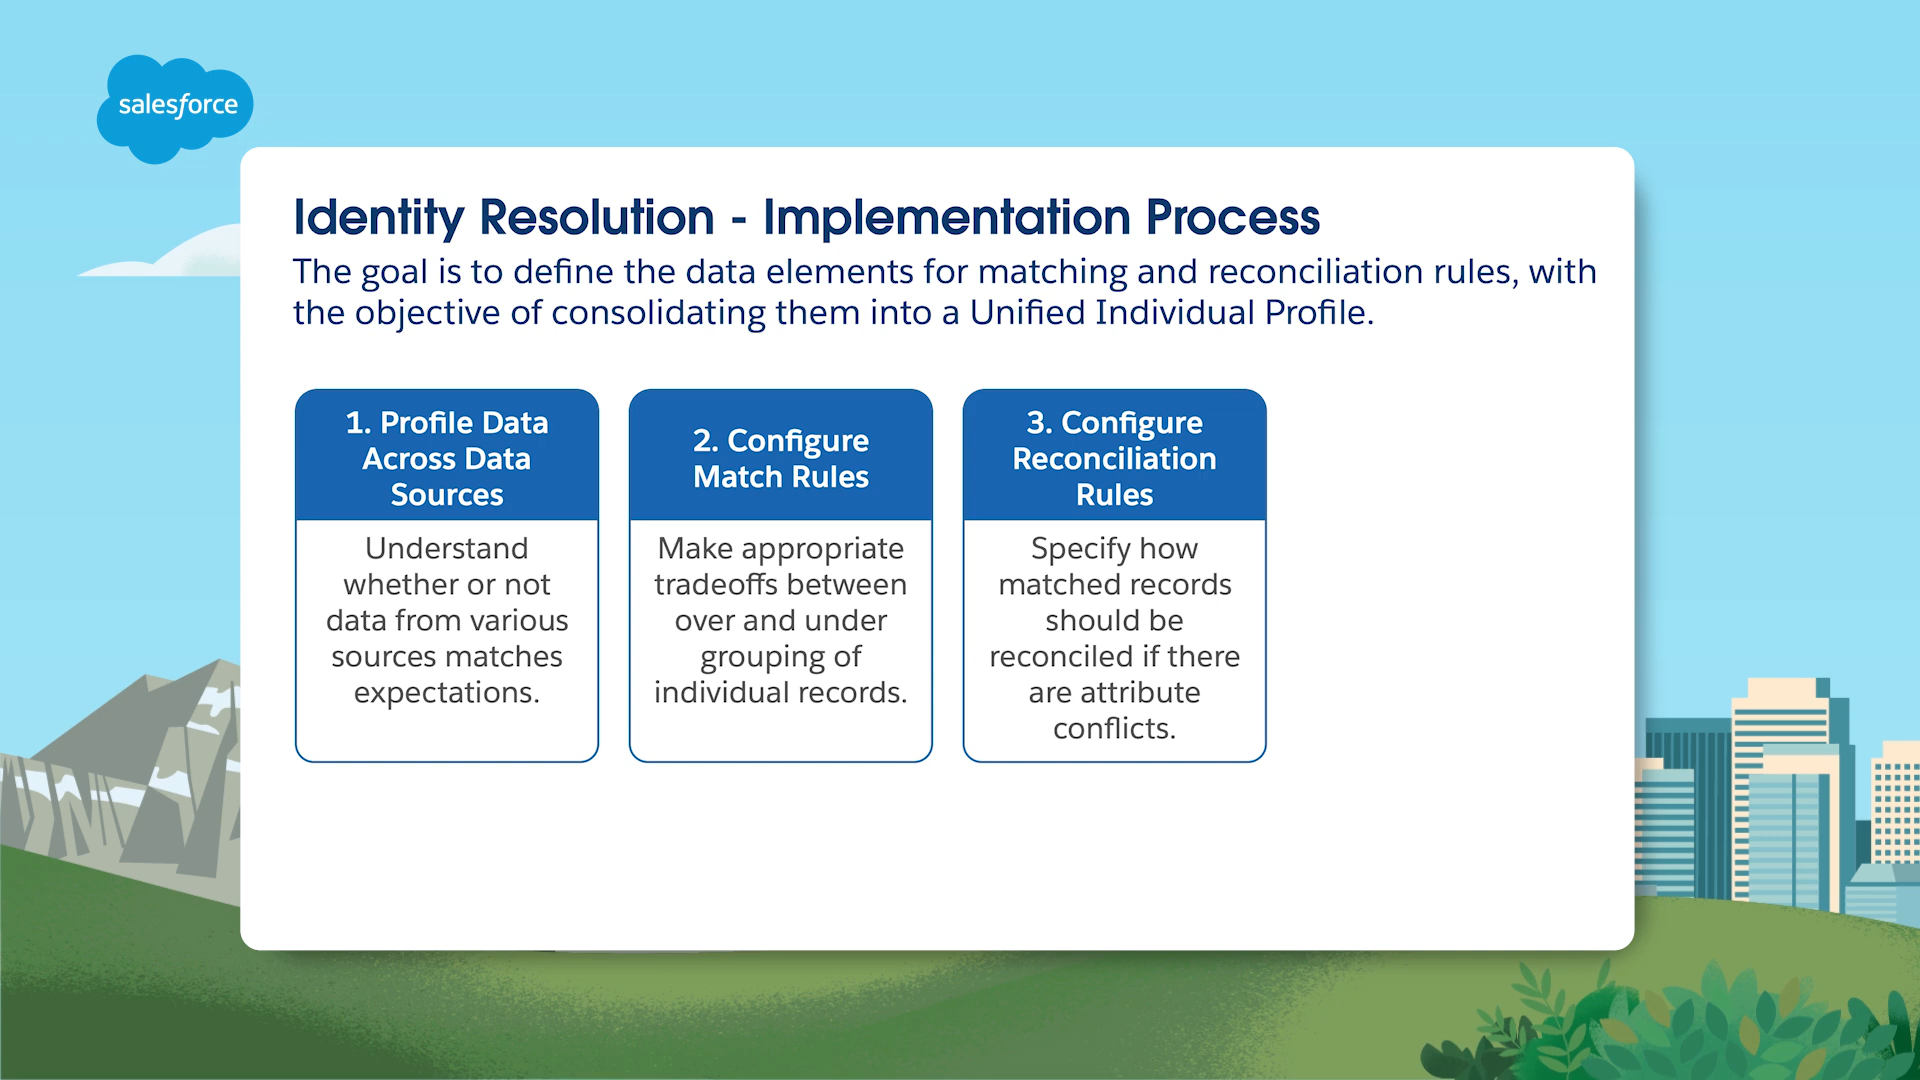 salesforce
Identity Resolution - Implementation Process
The goal is to define the data elements for matching and reconciliation rules, with
the objective of consolidating them into a Unified Individual Profile.
1. Profile Data
Across Data
Sources
Understand
whether or not
data from various
sources matches
expectations.
2. Configure
Match Rules
Make appropriate
tradeoffs between
over and under
grouping of
individual records.
3. Configure
Reconciliation
Rules
Specify how
matched records
should be
reconciled if there
are attribute
conflicts.